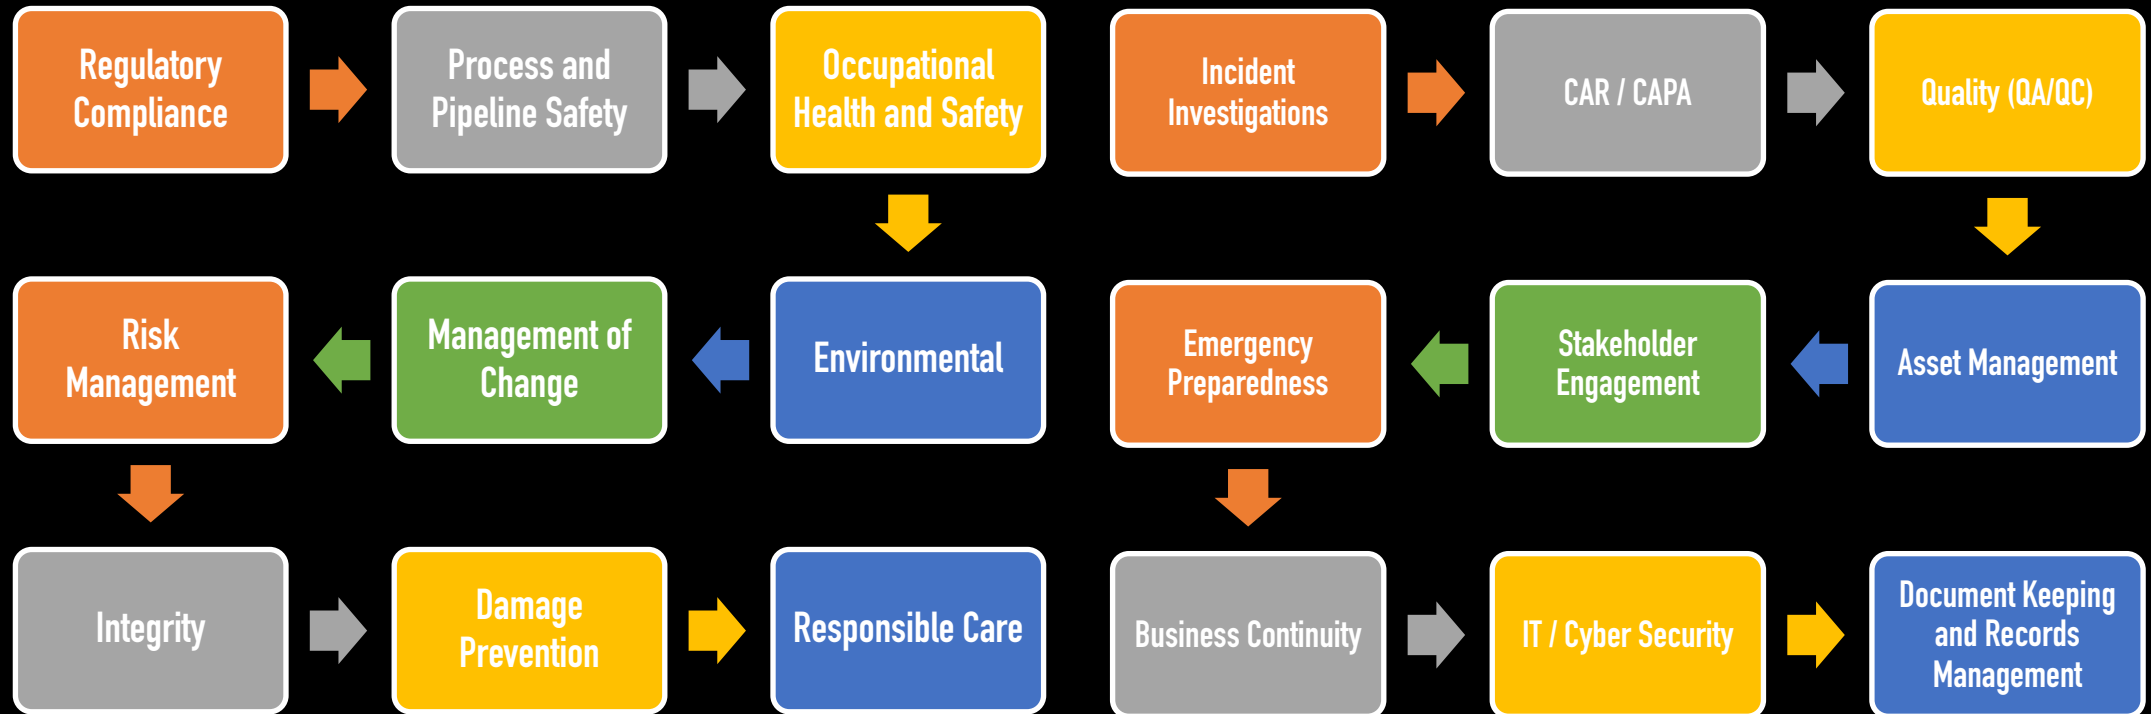 Regulatory
Compliance
Process and
Pipeline Safety
Occupational
Health and Safety
Environmental
Management of
Change
Risk
Management
Integrity
Damage
Prevention
Responsible Care
Incident
Investigations
CAR / CAPA
Quality (QA/QC)
Asset Management
Stakeholder
Engagement
Emergency
Preparedness
Business Continuity
IT / Cyber Security
Document Keeping
and Records
Management